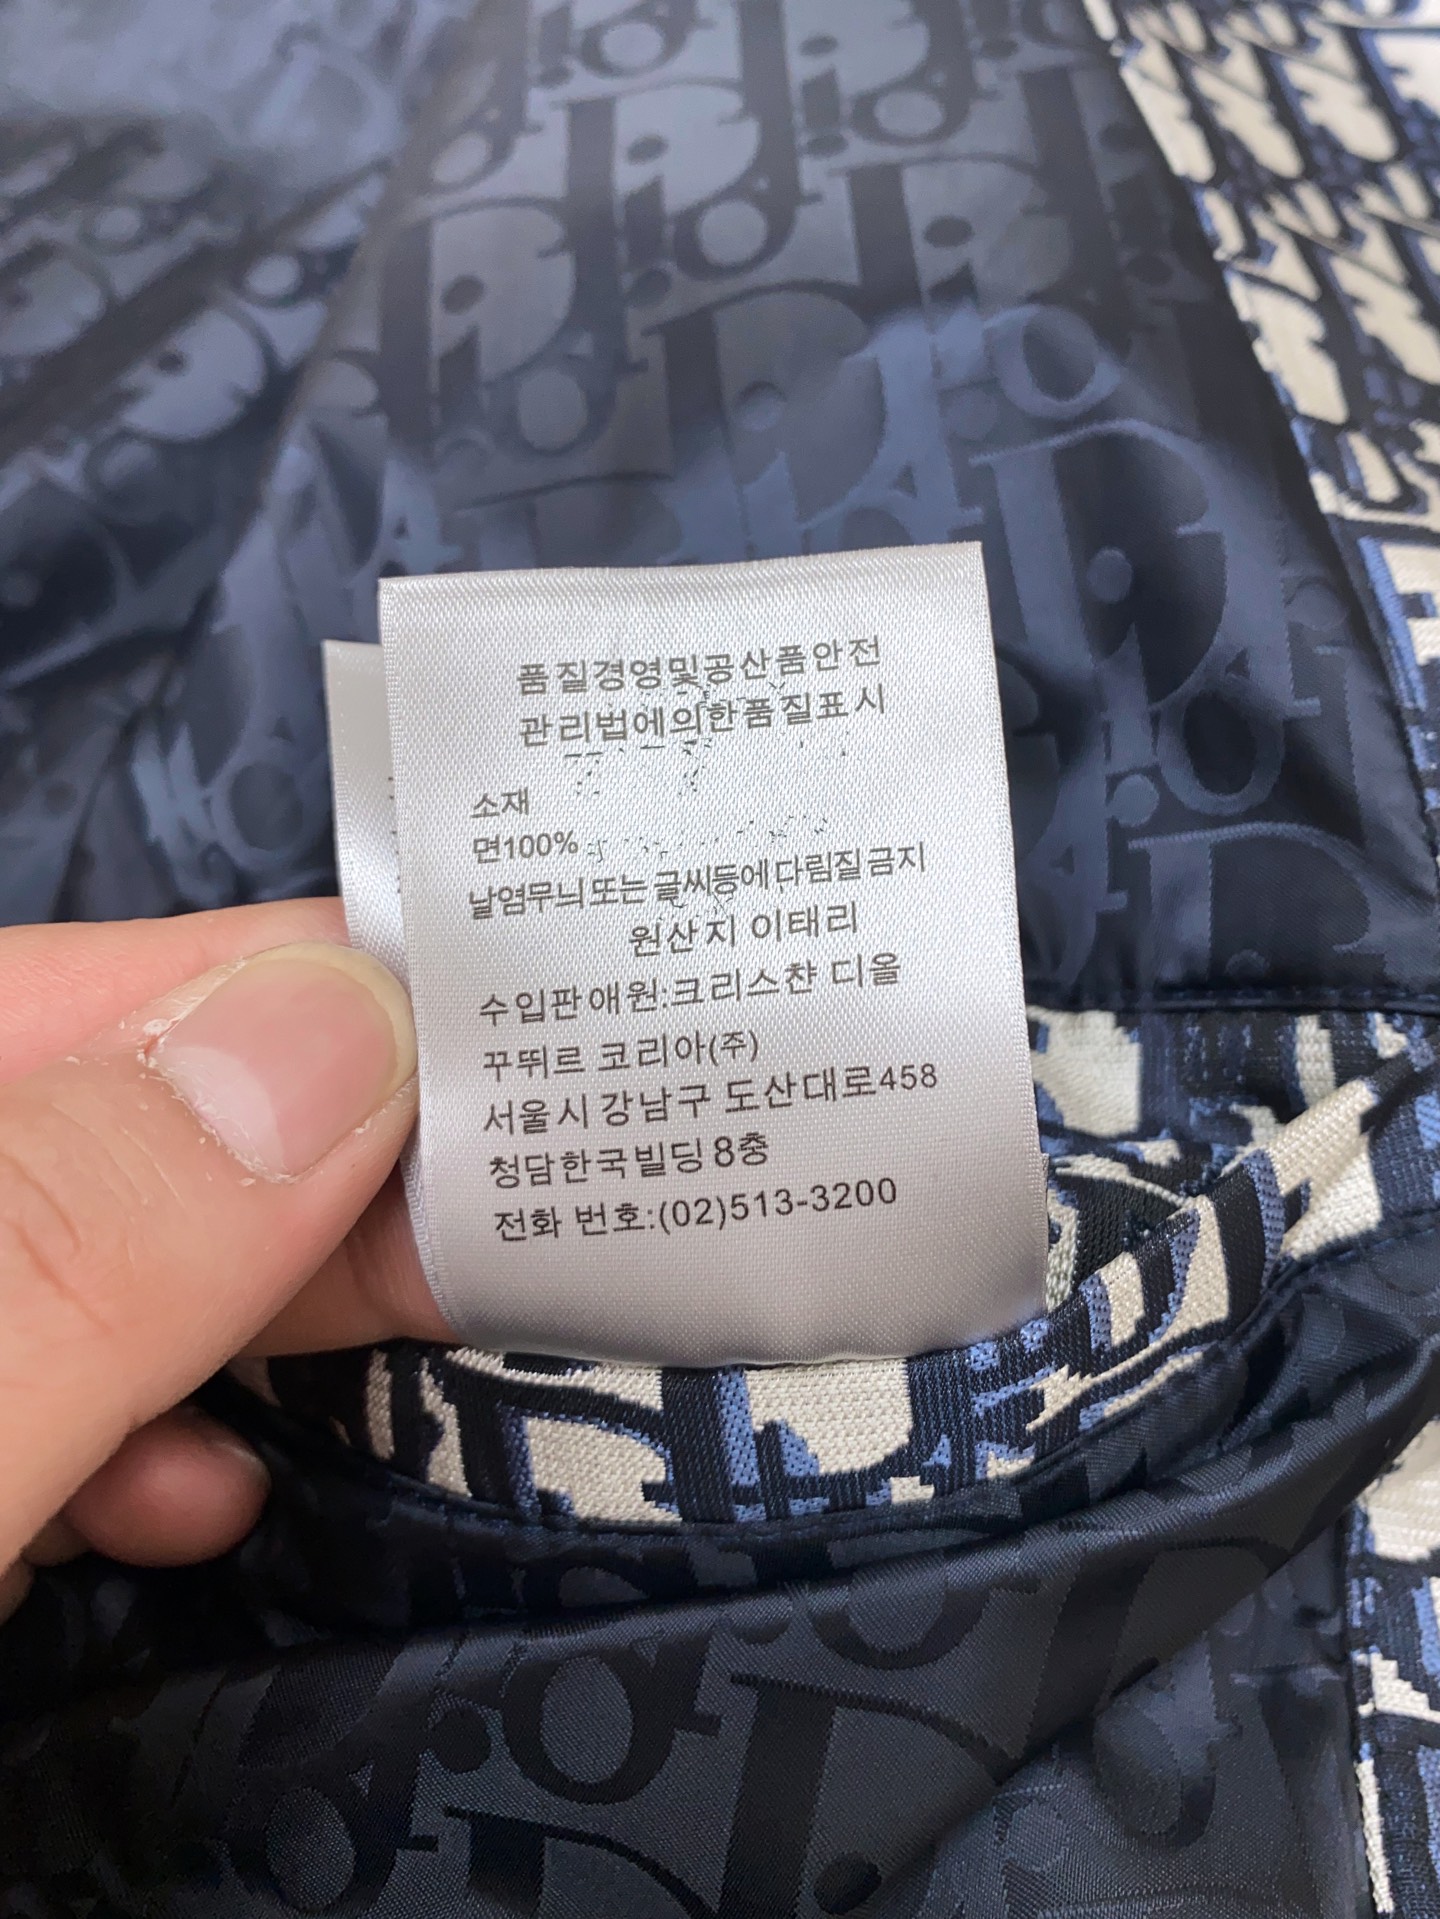 품질경영및공산품안전
관리법에의한품질표시
소재
면100%
날염무늬또는글씨등에다림질금지
원산지 이태리
수입판애원:크리스챤 디올
꾸뛰르 코리아(주)
서울시 강남구 도산대로458
청담한국빌딩 8충
전화 번호:(02)513-3200